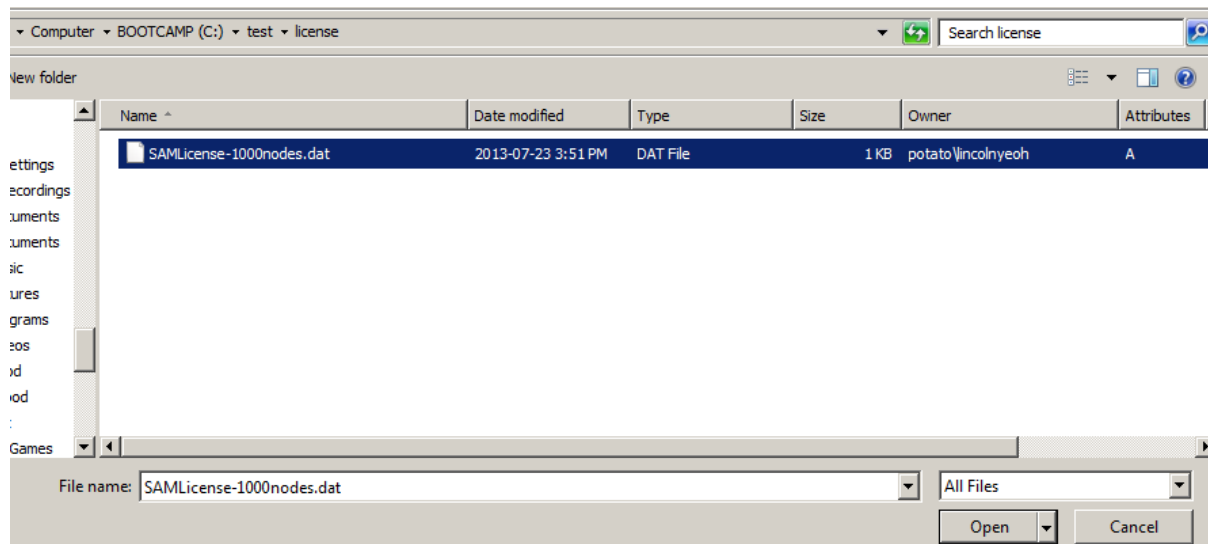 Computer BOOTCAMP (C:) test license Search license
New folder
Name Date modified Type Size Owner Attributes
SAMLicense-1000nodes.dat 2013-07-23 3:51 PM DAT File 1 KB potato\lincolnyeoh A
ettings
ecordings
cuments
cuments
sic
tures
grams
eos
od
ood
Games
File name: SAMLicense-1000nodes.dat All Files
Open Cancel